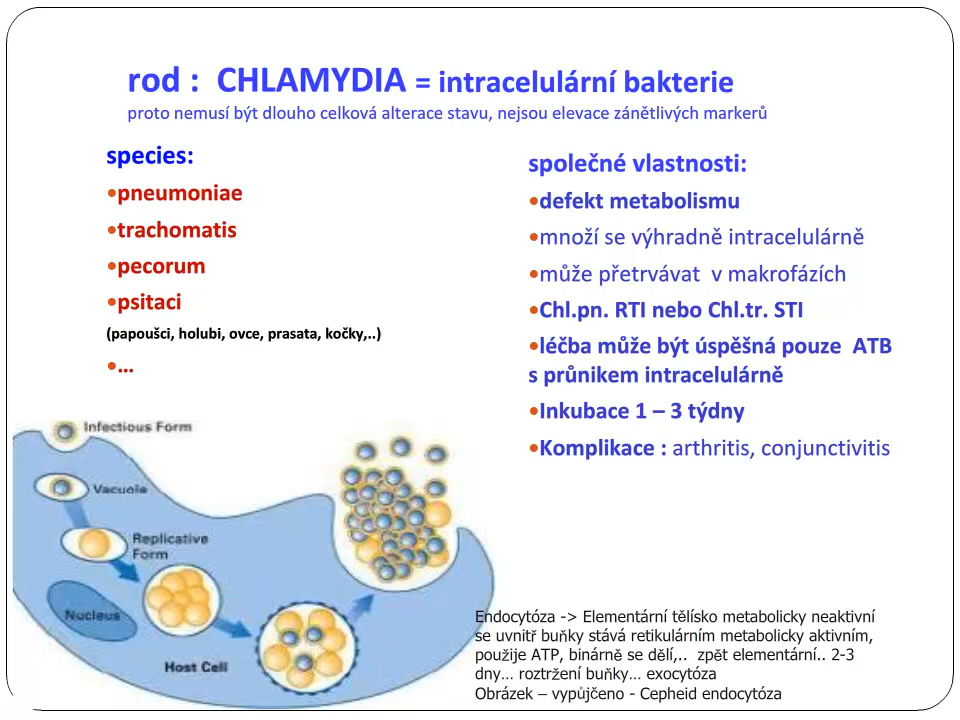 rod :  CHLAMYDIA = intracelulární bakterie
proto nemusí být dlouho celková alterace stavu, nejsou elevace zánětlivých markerů
species:
•pneumoniae
•trachomatis
•pecorum
•psitaci
(papoušci, holubi, ovce, prasata, kočky,..)
•...
společné vlastnosti:
•defekt metabolismu
•množí se výhradně intracelulárně
•může přetrvávat  v makrofázích
•Chl.pn. RTI nebo Chl.tr. STI
•léčba může být úspěšná pouze  ATB
s průnikem intracelulárně
•Inkubace 1 – 3 týdny
•Komplikace : arthritis, conjunctivitis
Infectious Form
Vacuole
Replicative
Form
Nucleus
Host Cell
Endocytóza -> Elementární tělísko metabolicky neaktivní
se uvnitř buňky stává retikulárním metabolicky aktivním,
použije ATP, binárně se dělí,..  zpět elementární.. 2-3
dny… roztržení buňky… exocytóza
Obrázek – vypůjčeno - Cepheid endocytóza